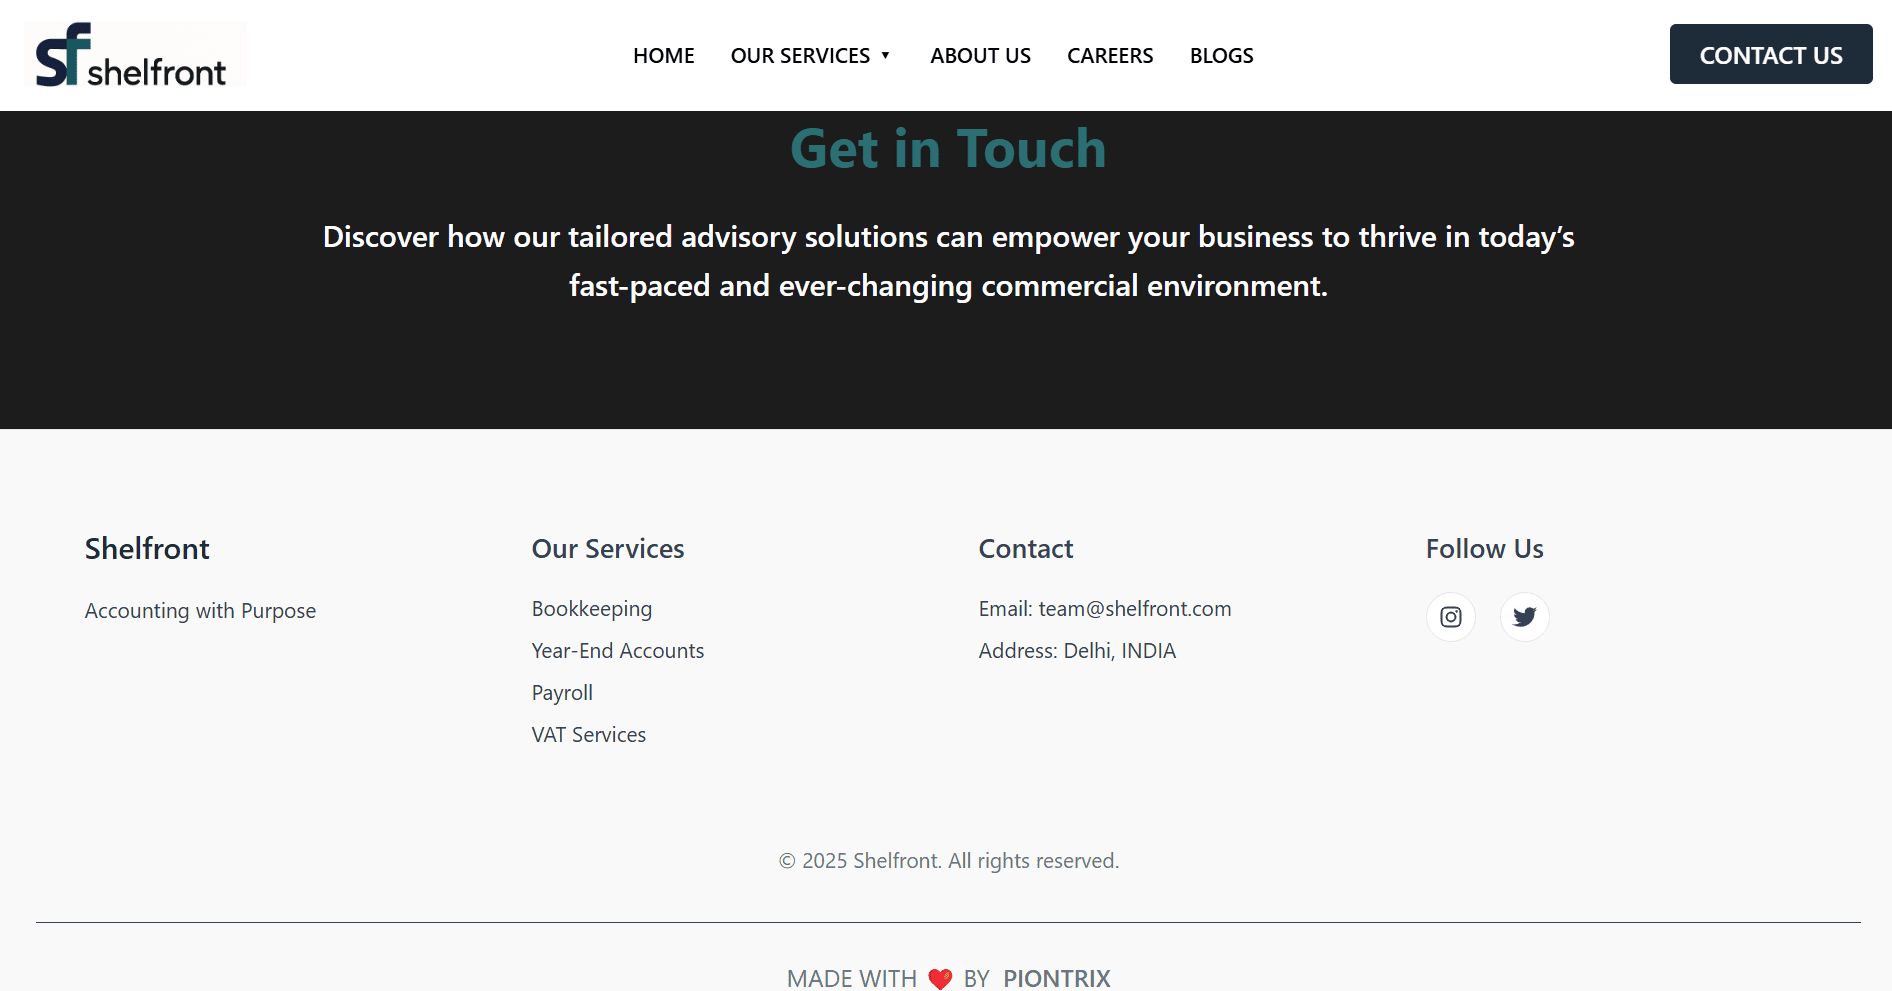 sf shelfront
HOME OUR SERVICES ▼ ABOUT US CAREERS BLOGS
CONTACT US
Get in Touch
Discover how our tailored advisory solutions can empower your business to thrive in today’s
fast-paced and ever-changing commercial environment.
Shelfront
Accounting with Purpose
Our Services
Bookkeeping
Year-End Accounts
Payroll
VAT Services
Contact
Email: team@shelfront.com
Address: Delhi, INDIA
Follow Us
© 2025 Shelfront. All rights reserved.
MADE WITH ❤️ BY PIONTRIX